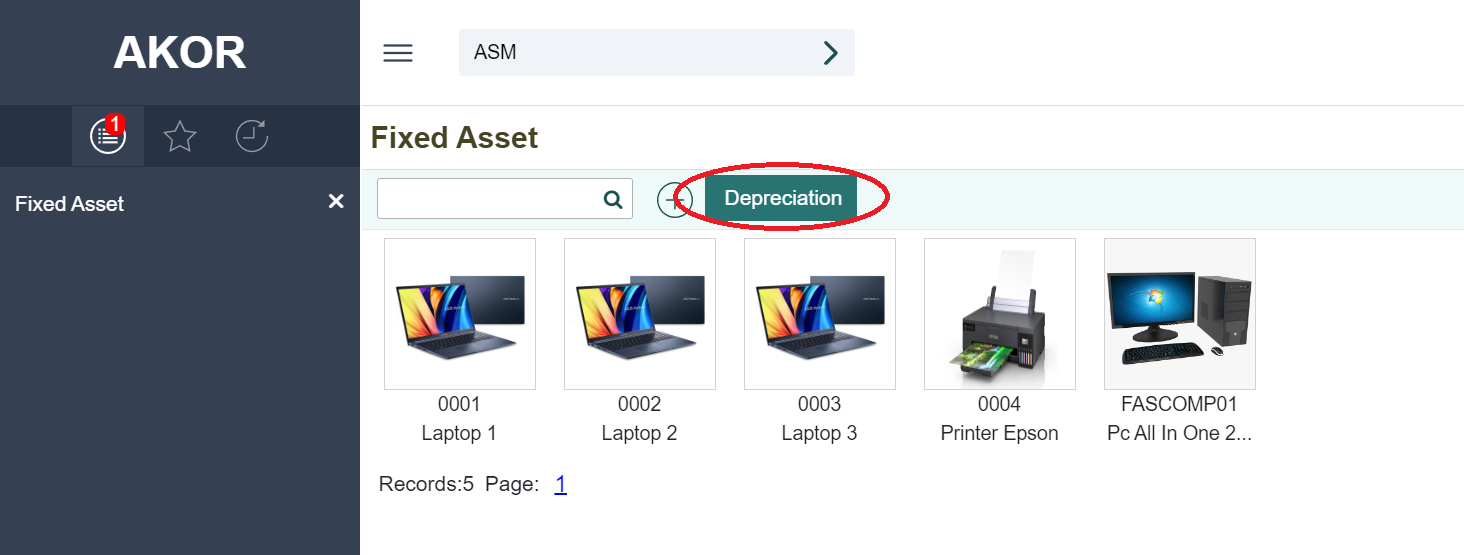 AKOR
ASM
1
Fixed Asset
Fixed Asset
Depreciation
0001
Laptop 1
0002
Laptop 2
0003
Laptop 3
0004
Printer Epson
FASCOMP01
Pc All In One 2...
Records:5 Page: 1